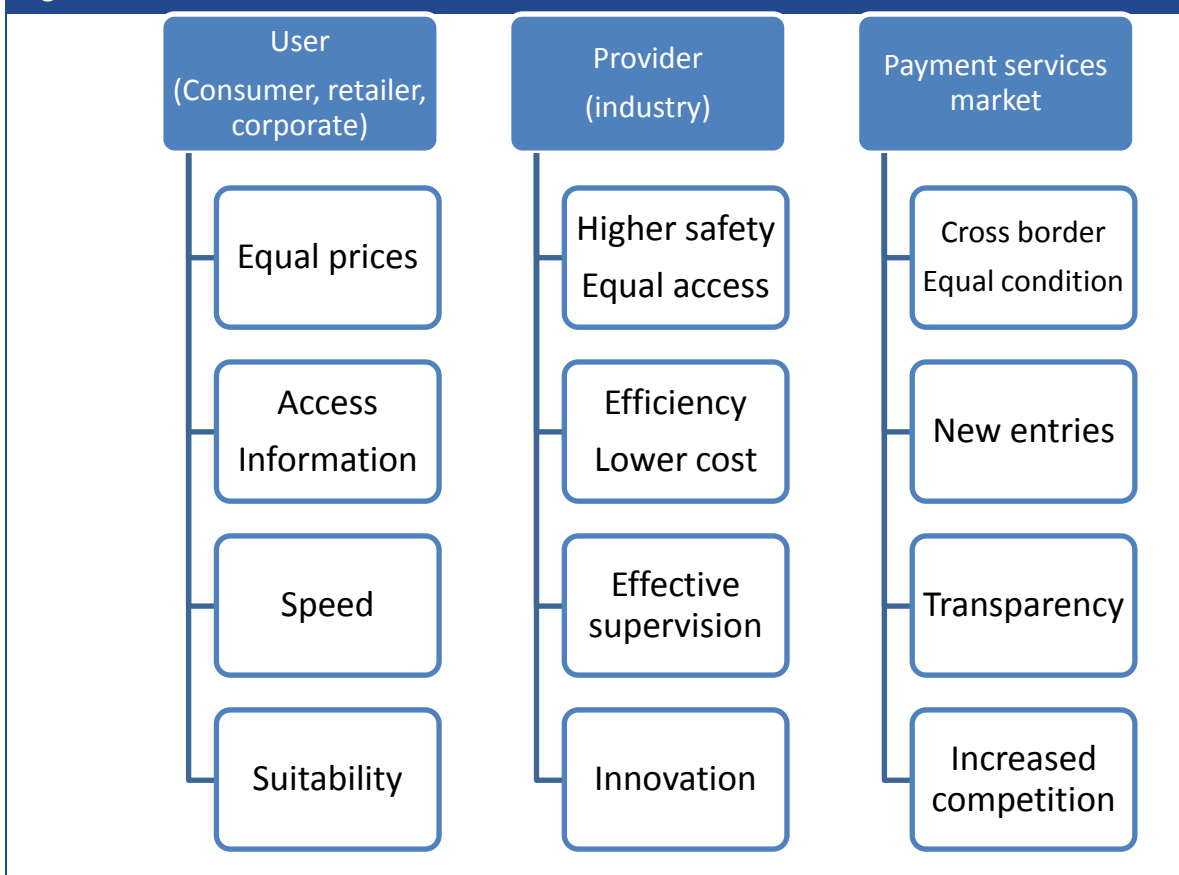 User
(Consumer, retailer,
corporate)
Equal prices
Access
Information
Speed
Suitability
Provider
(industry)
Higher safety
Equal access
Efficiency
Lower cost
Effective
supervision
Innovation
Payment services
market
Cross border
Equal condition
New entries
Transparency
Increased
competition